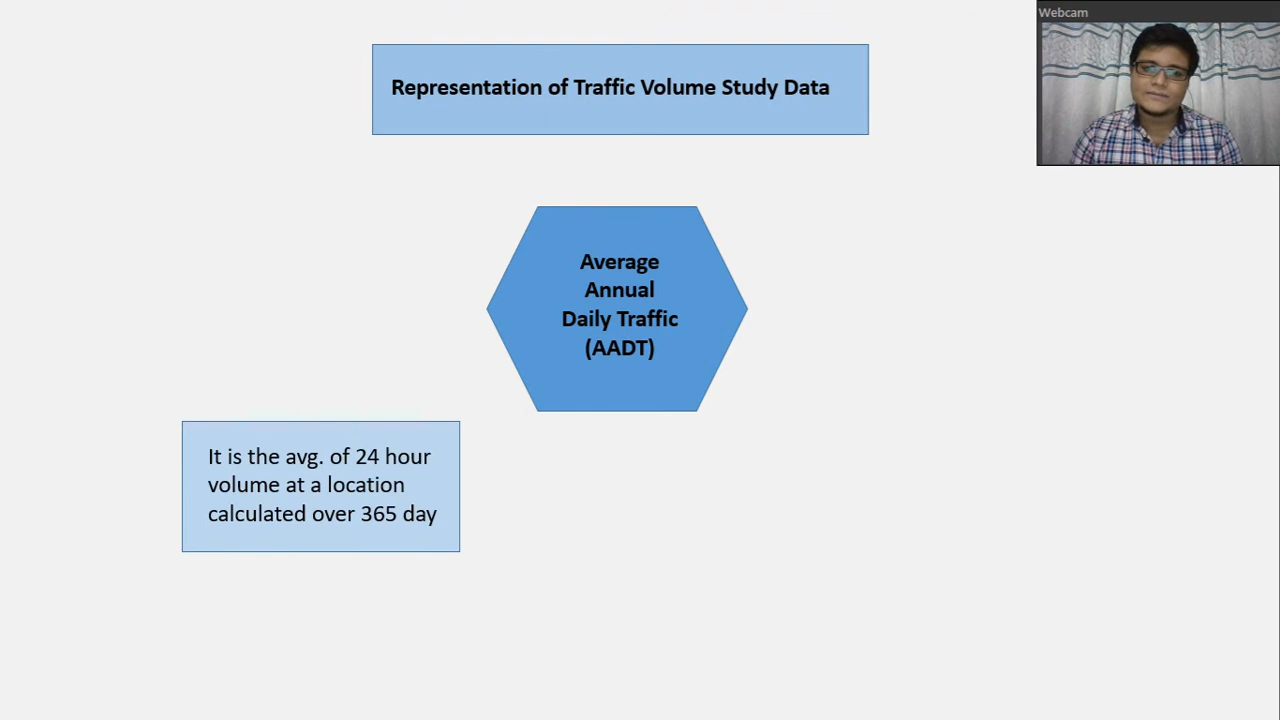 Webcam
Representation of Traffic Volume Study Data
Average
Annual
Daily Traffic
(AADT)
It is the avg. of 24 hour
volume at a location
calculated over 365 day